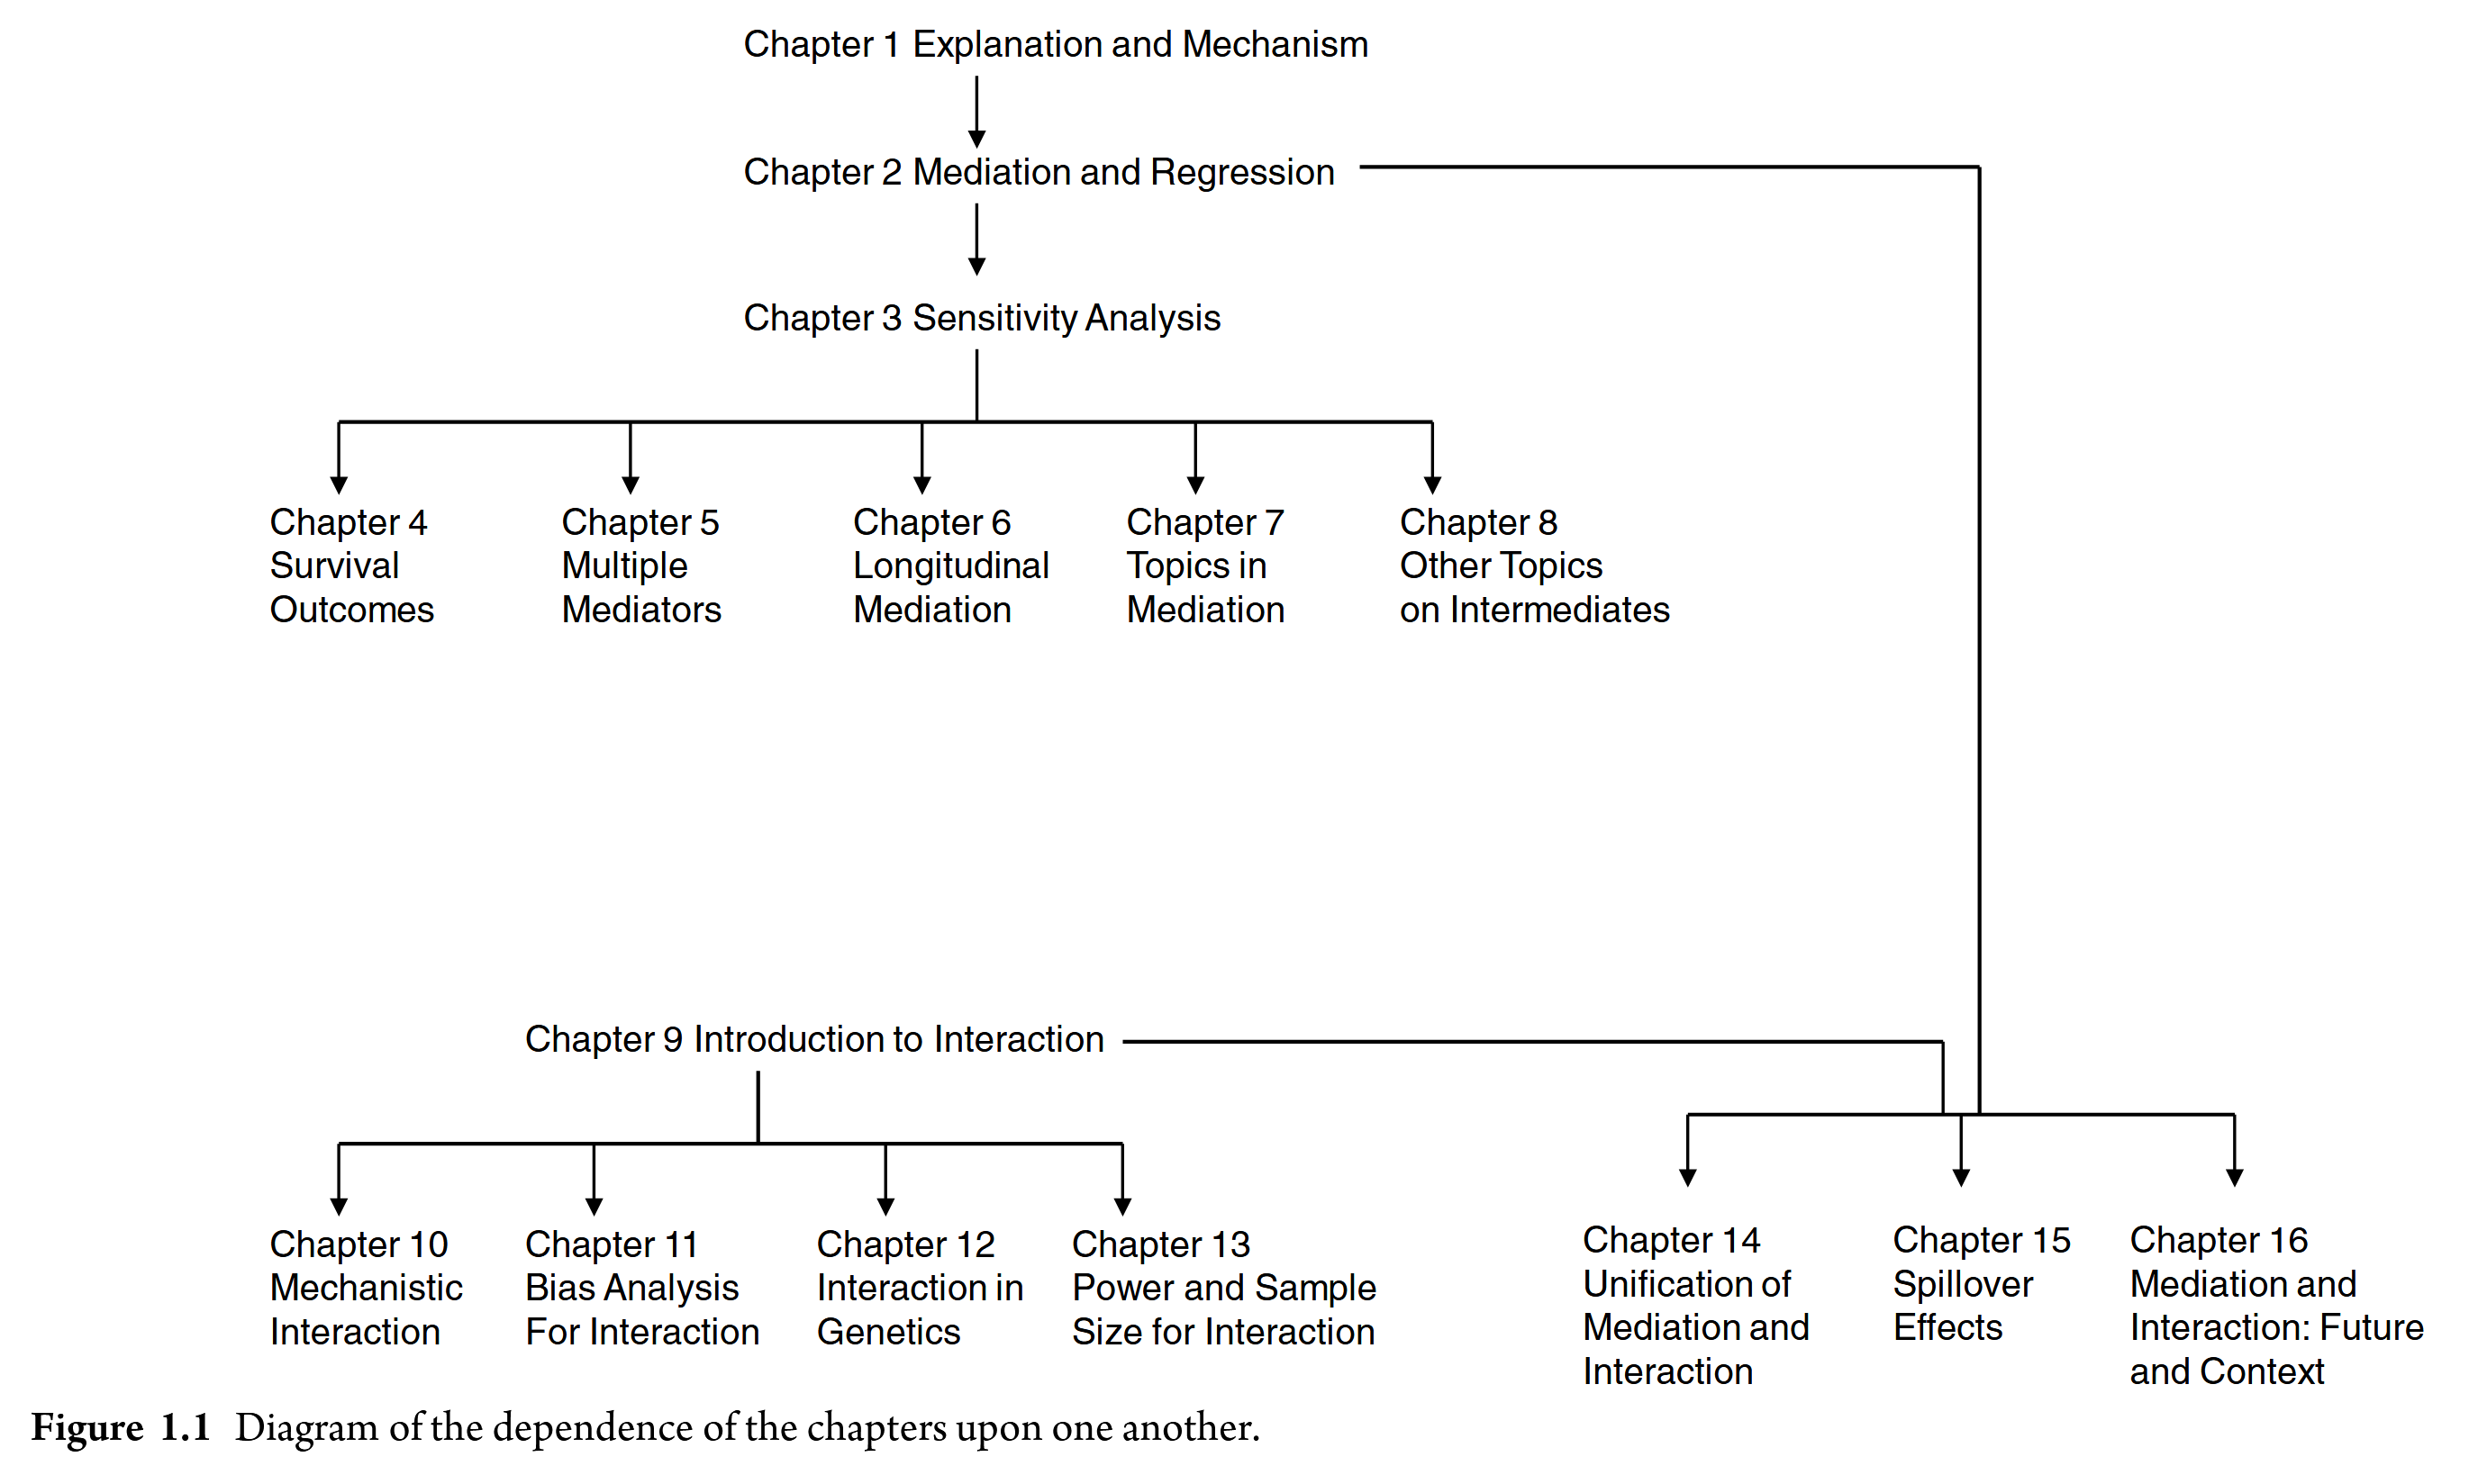 Chapter 1 Explanation and Mechanism
Chapter 2 Mediation and Regression
Chapter 3 Sensitivity Analysis
Chapter 4
Survival
Outcomes
Chapter 5
Multiple
Mediators
Chapter 6
Longitudinal
Mediation
Chapter 7
Topics in
Mediation
Chapter 8
Other Topics
on Intermediates
Chapter 9 Introduction to Interaction
Chapter 10
Mechanistic
Interaction
Chapter 11
Bias Analysis
For Interaction
Chapter 12
Interaction in
Genetics
Chapter 13
Power and Sample
Size for Interaction
Chapter 14
Unification of
Mediation and
Interaction
Chapter 15
Spillover
Effects
Chapter 16
Mediation and
Interaction: Future
and Context
Figure 1.1 Diagram of the dependence of the chapters upon one another.